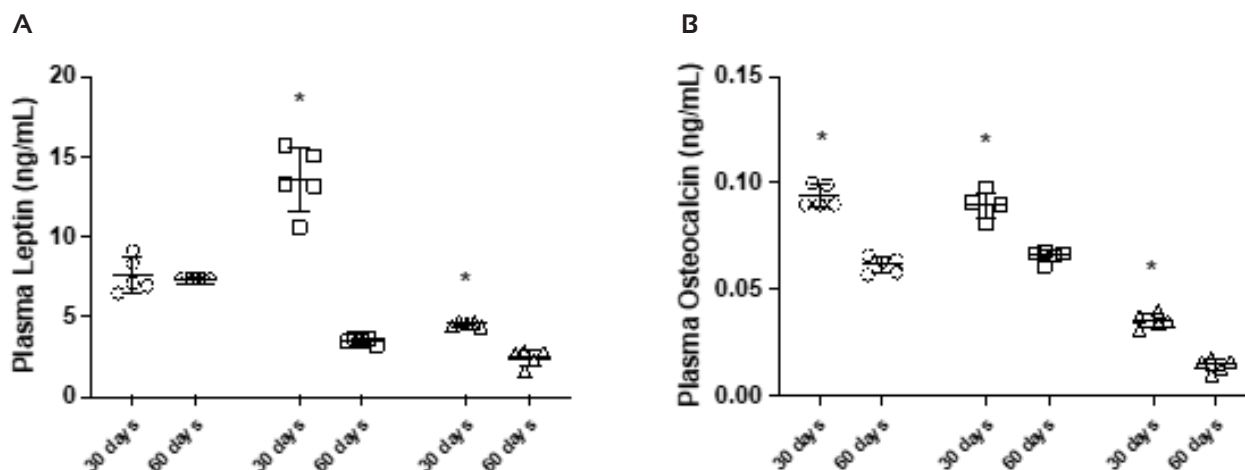 A
B
Plasma Leptin (ng/mL)
20
15
10
5
0
*
*
30 days
60 days
30 days
60 days
30 days
60 days
Plasma Osteocalcin (ng/mL)
0.15
0.10
0.05
0.00
*
*
*
30 days
60 days
30 days
60 days
30 days
60 days